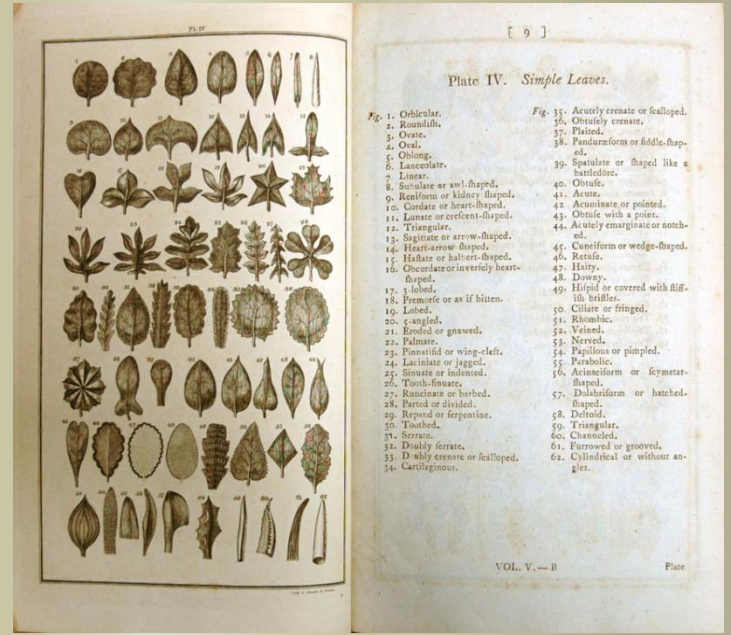 Pl. IV
[ 9 ]
Plate IV. Simple Leaves.
Fig. 1. Orbicular.
2. Roundiſh.
3. Ovate.
4. Oval.
5. Oblong.
6. Lanceolate.
7. Linear.
8. Subulate or awl-ſhaped.
9. Reniform or kidney ſhaped.
10. Cordate or heart-ſhaped.
11. Lunate or creſcent-ſhaped.
12. Triangular.
13. Sagittate or arrow-ſhaped.
14. Heart-arrow ſhaped.
15. Haſtate or halbert-ſhaped.
16. Obcordate or inverſely heart-
ſhaped.
17. 3-lobed.
18. Premorſe or as if bitten.
19. Lobed.
20. 5-angled.
21. Eroded or gnawed.
22. Palmate.
23. Pinnatifid or wing-cleft.
24. Laciniate or jagged.
25. Sinuate or indented.
26. Tooth-ſinuate.
27. Runcinate or barbed.
28. Parted or divided.
29. Repand or ſerpentine.
30. Toothed.
31. Serrate.
32. Doubly ſerrate.
33. Doubly crenate or ſcalloped.
34. Cartilaginous.
Fig. 35. Acutely crenate or ſcalloped.
36. Obtuſely crenate.
37. Plaited.
38. Panduræform or fiddle-ſhap-
ed.
39. Spatulate or ſhaped like a
battledore.
40. Obtuſe.
41. Acute.
42 Acuminate or pointed.
43. Obtuſe with a point.
44. Acutely emarginate or notch-
ed.
45. Cuneiform or wedge-ſhaped.
46. Retuſe.
47. Hairy.
48. Downy.
49. Hiſpid or covered with ſtiff-
iſh briſtles.
50. Ciliate or fringed.
51. Rhombic.
52. Veined.
53. Nerved.
54. Papillous or pimpled.
55. Parabolic.
56. Acinaciform or ſcymetar-
ſhaped.
57. Dolabriform or hatched-
ſhaped.
58. Deltoid.
59. Triangular.
60. Channeled.
61. Furrowed or grooved.
62. Cylindrical or without an-
gles.
VOL. V.—B
Plate